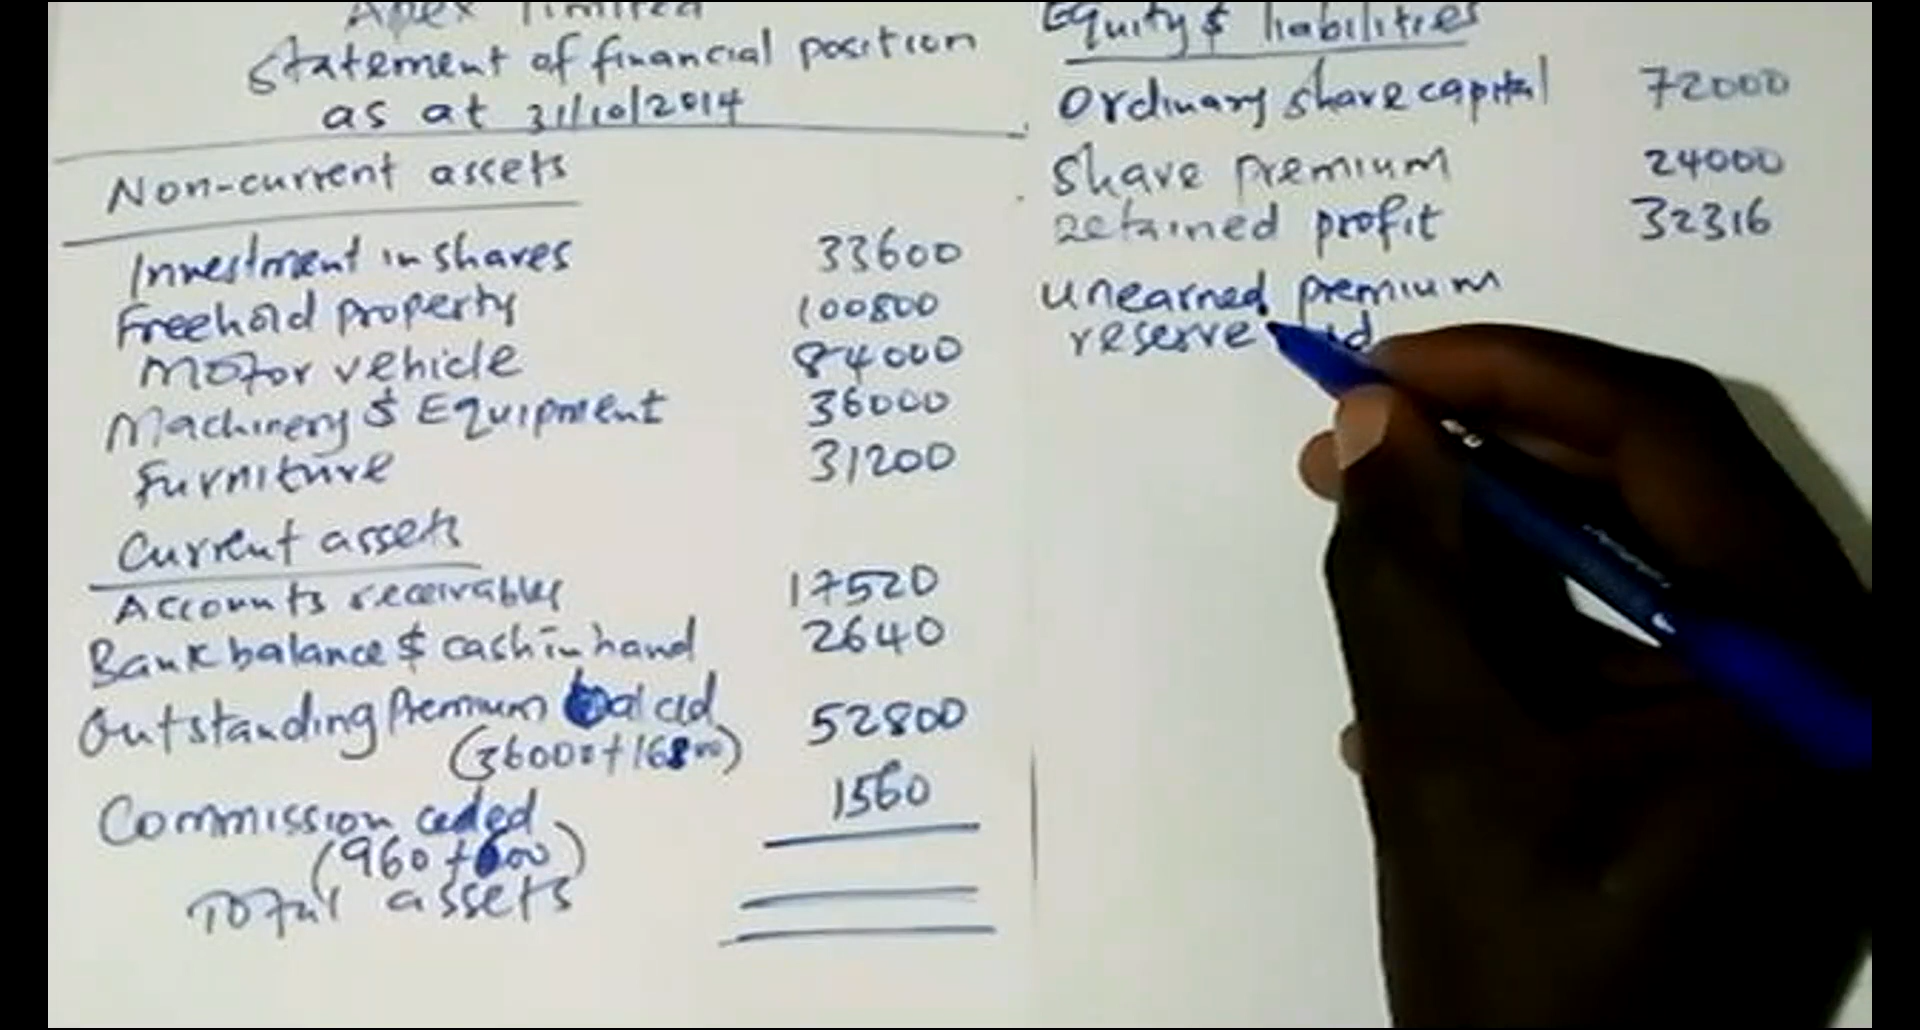 Apex limited
Statement of financial position
as at 31/10/2014
Non-current assets
Investment in shares 33600
Freehold property 100800
Motor vehicle 84000
Machinery & Equipment 36000
Furniture 31200
Current assets
Accounts receivables 17520
Bank balance & cash in hand 2640
Outstanding Premium bal c/d 52800
(36000+16800)
Commission ceded 1560
(960+600)
Total assets
Equity & liabilities
Ordinary share capital 72000
Share premium 24000
retained profit 32316
Unearned premium
reserve